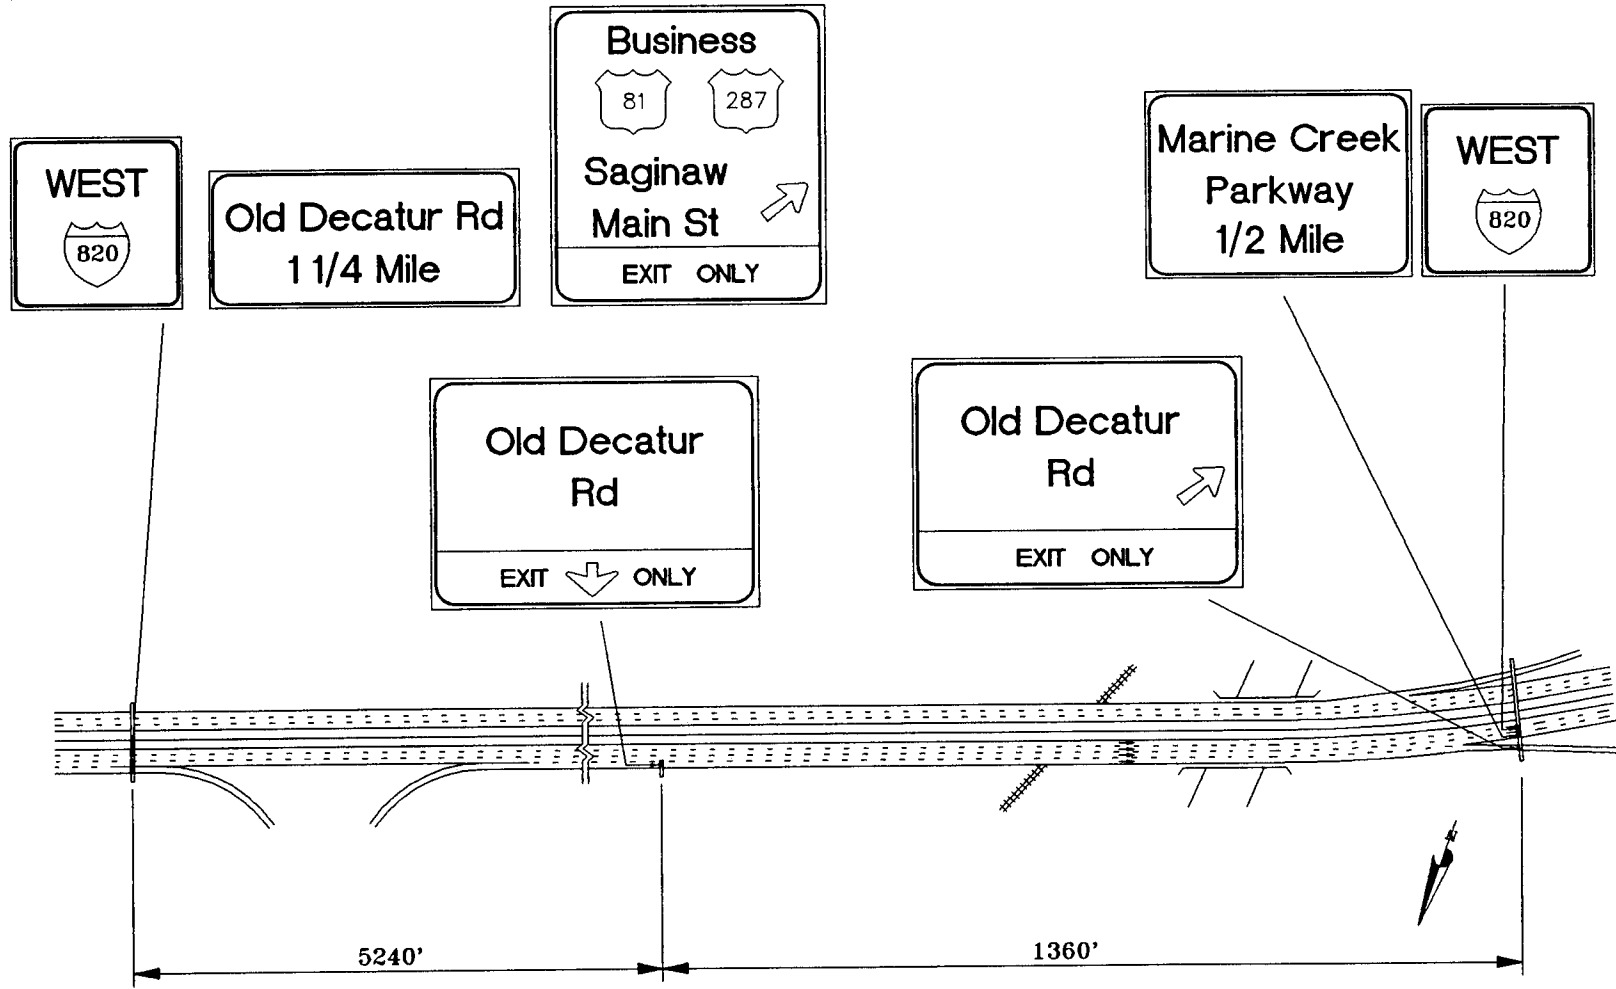 WEST
820
Old Decatur Rd
1 1/4 Mile
Business
81 287
Saginaw
Main St
EXIT ONLY
Marine Creek
Parkway
1/2 Mile
WEST
820
Old Decatur
Rd
EXIT ONLY
Old Decatur
Rd
EXIT ONLY
N
5240'
1360'